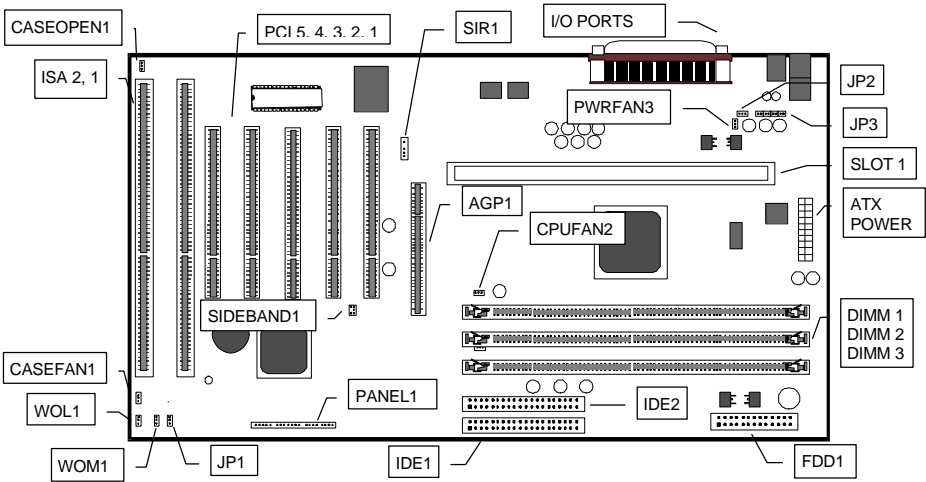 CASEOPEN1
PCI 5, 4, 3, 2, 1
SIR1
I/O PORTS
ISA 2, 1
JP2
PWRFAN3
JP3
SLOT 1
AGP1
ATX
POWER
CPUFAN2
SIDEBAND1
DIMM 1
DIMM 2
DIMM 3
CASEFAN1
PANEL1
IDE2
WOL1
WOM1
JP1
IDE1
FDD1